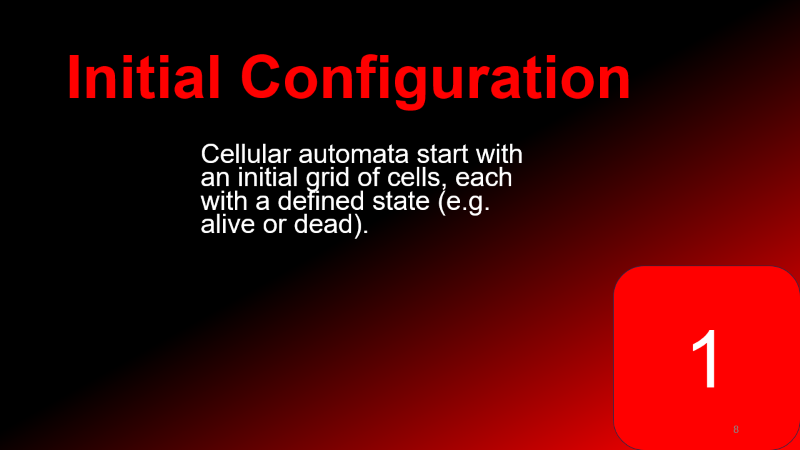 Initial Configuration
Cellular automata start with
an initial grid of cells, each
with a defined state (e.g.
alive or dead).
1
8